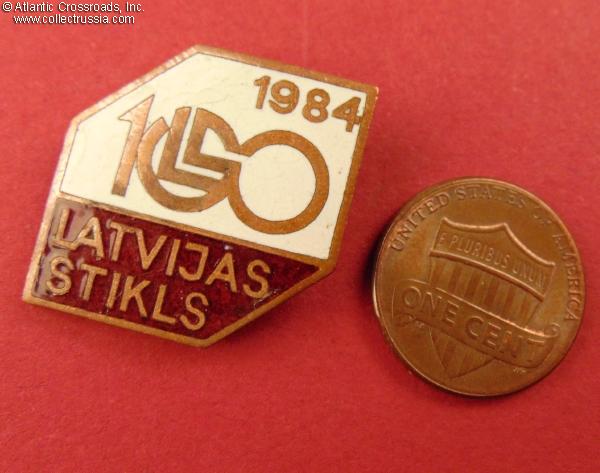 © Atlantic Crossroads, Inc.
www.collectrussia.com
1984
100
LATVIJAS
STIKLS
UNITED STATES OF AMERICA
E PLURIBUS UNUM
ONE CENT